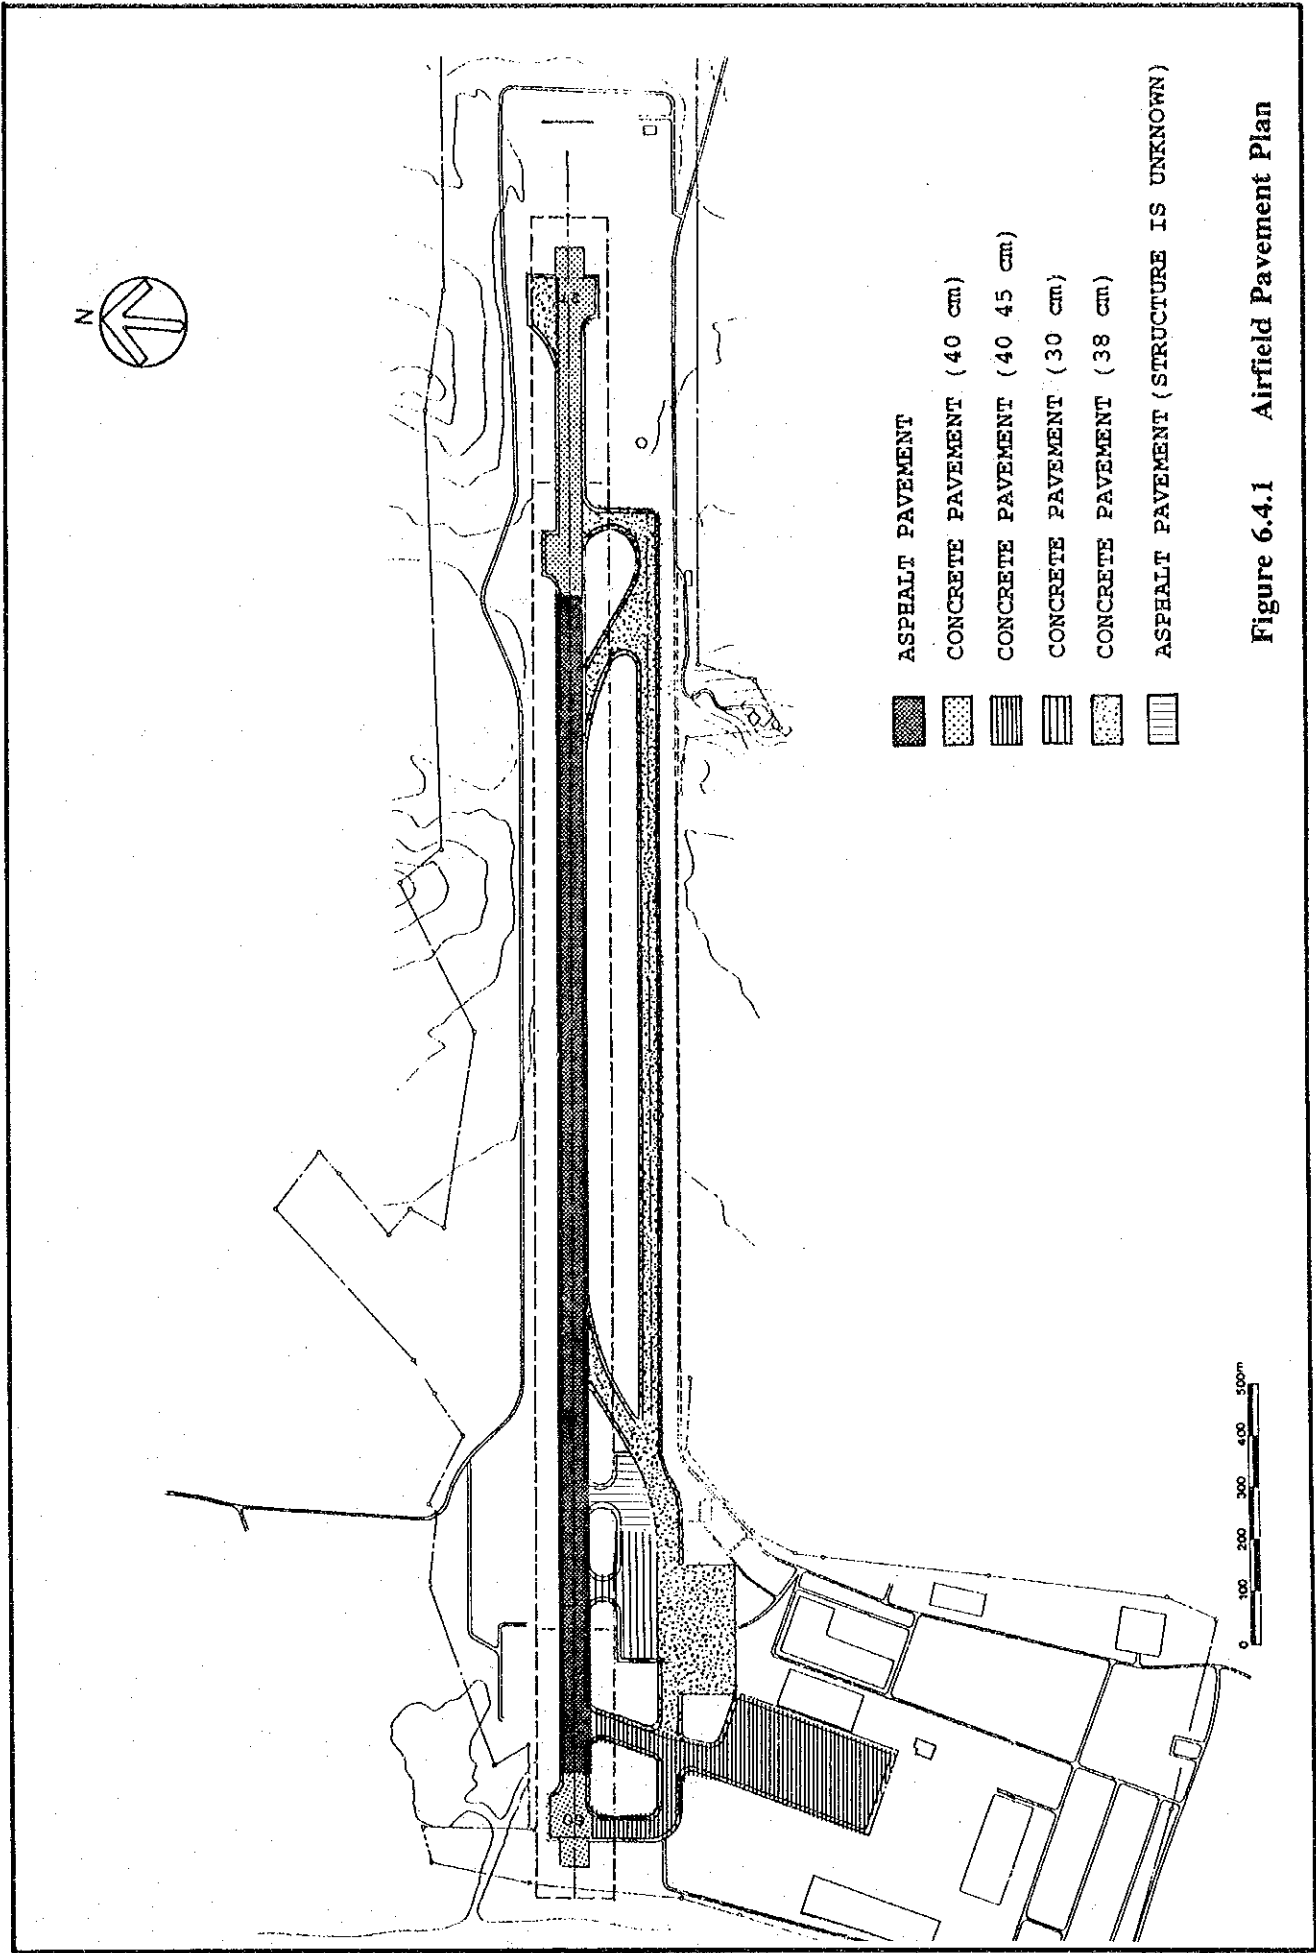 N
09
ASPHALT PAVEMENT
CONCRETE PAVEMENT (40 cm)
CONCRETE PAVEMENT (40 45 cm)
CONCRETE PAVEMENT (30 cm)
CONCRETE PAVEMENT (38 cm)
ASPHALT PAVEMENT (STRUCTURE IS UNKNOWN)
0 100 200 300 400 500m
Figure 6.4.1 Airfield Pavement Plan